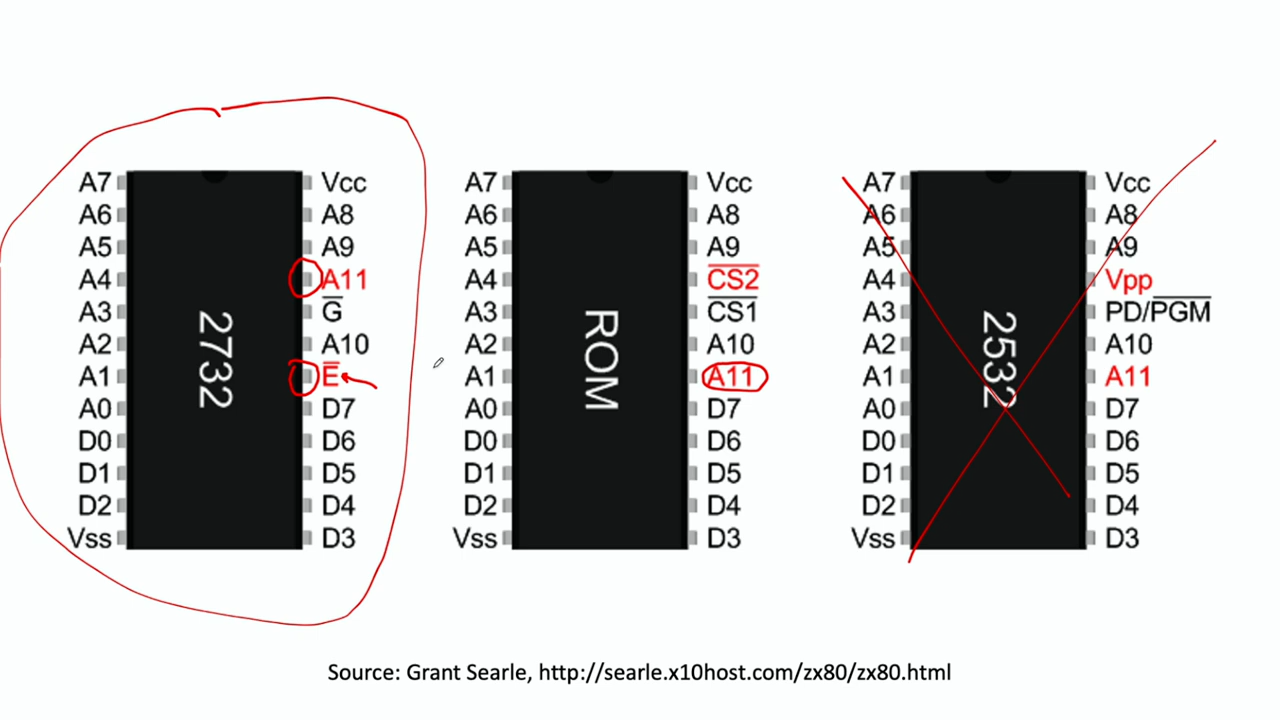 A7 2732 Vcc A7 ROM Vcc A7 2532 Vcc
A6 A8 A6 A8 A6 A8
A5 A9 A5 A9 A5 A9
A4 A11 A4 CS2 A4 Vpp
A3 G A3 CS1 A3 PD/PGM
A2 A10 A2 A10 A2 A10
A1 E A1 A11 A1 A11
A0 D7 A0 D7 A0 D7
D0 D6 D0 D6 D0 D6
D1 D5 D1 D5 D1 D5
D2 D4 D2 D4 D2 D4
Vss D3 Vss D3 Vss D3
Source: Grant Searle, http://searle.x10host.com/zx80/zx80.html